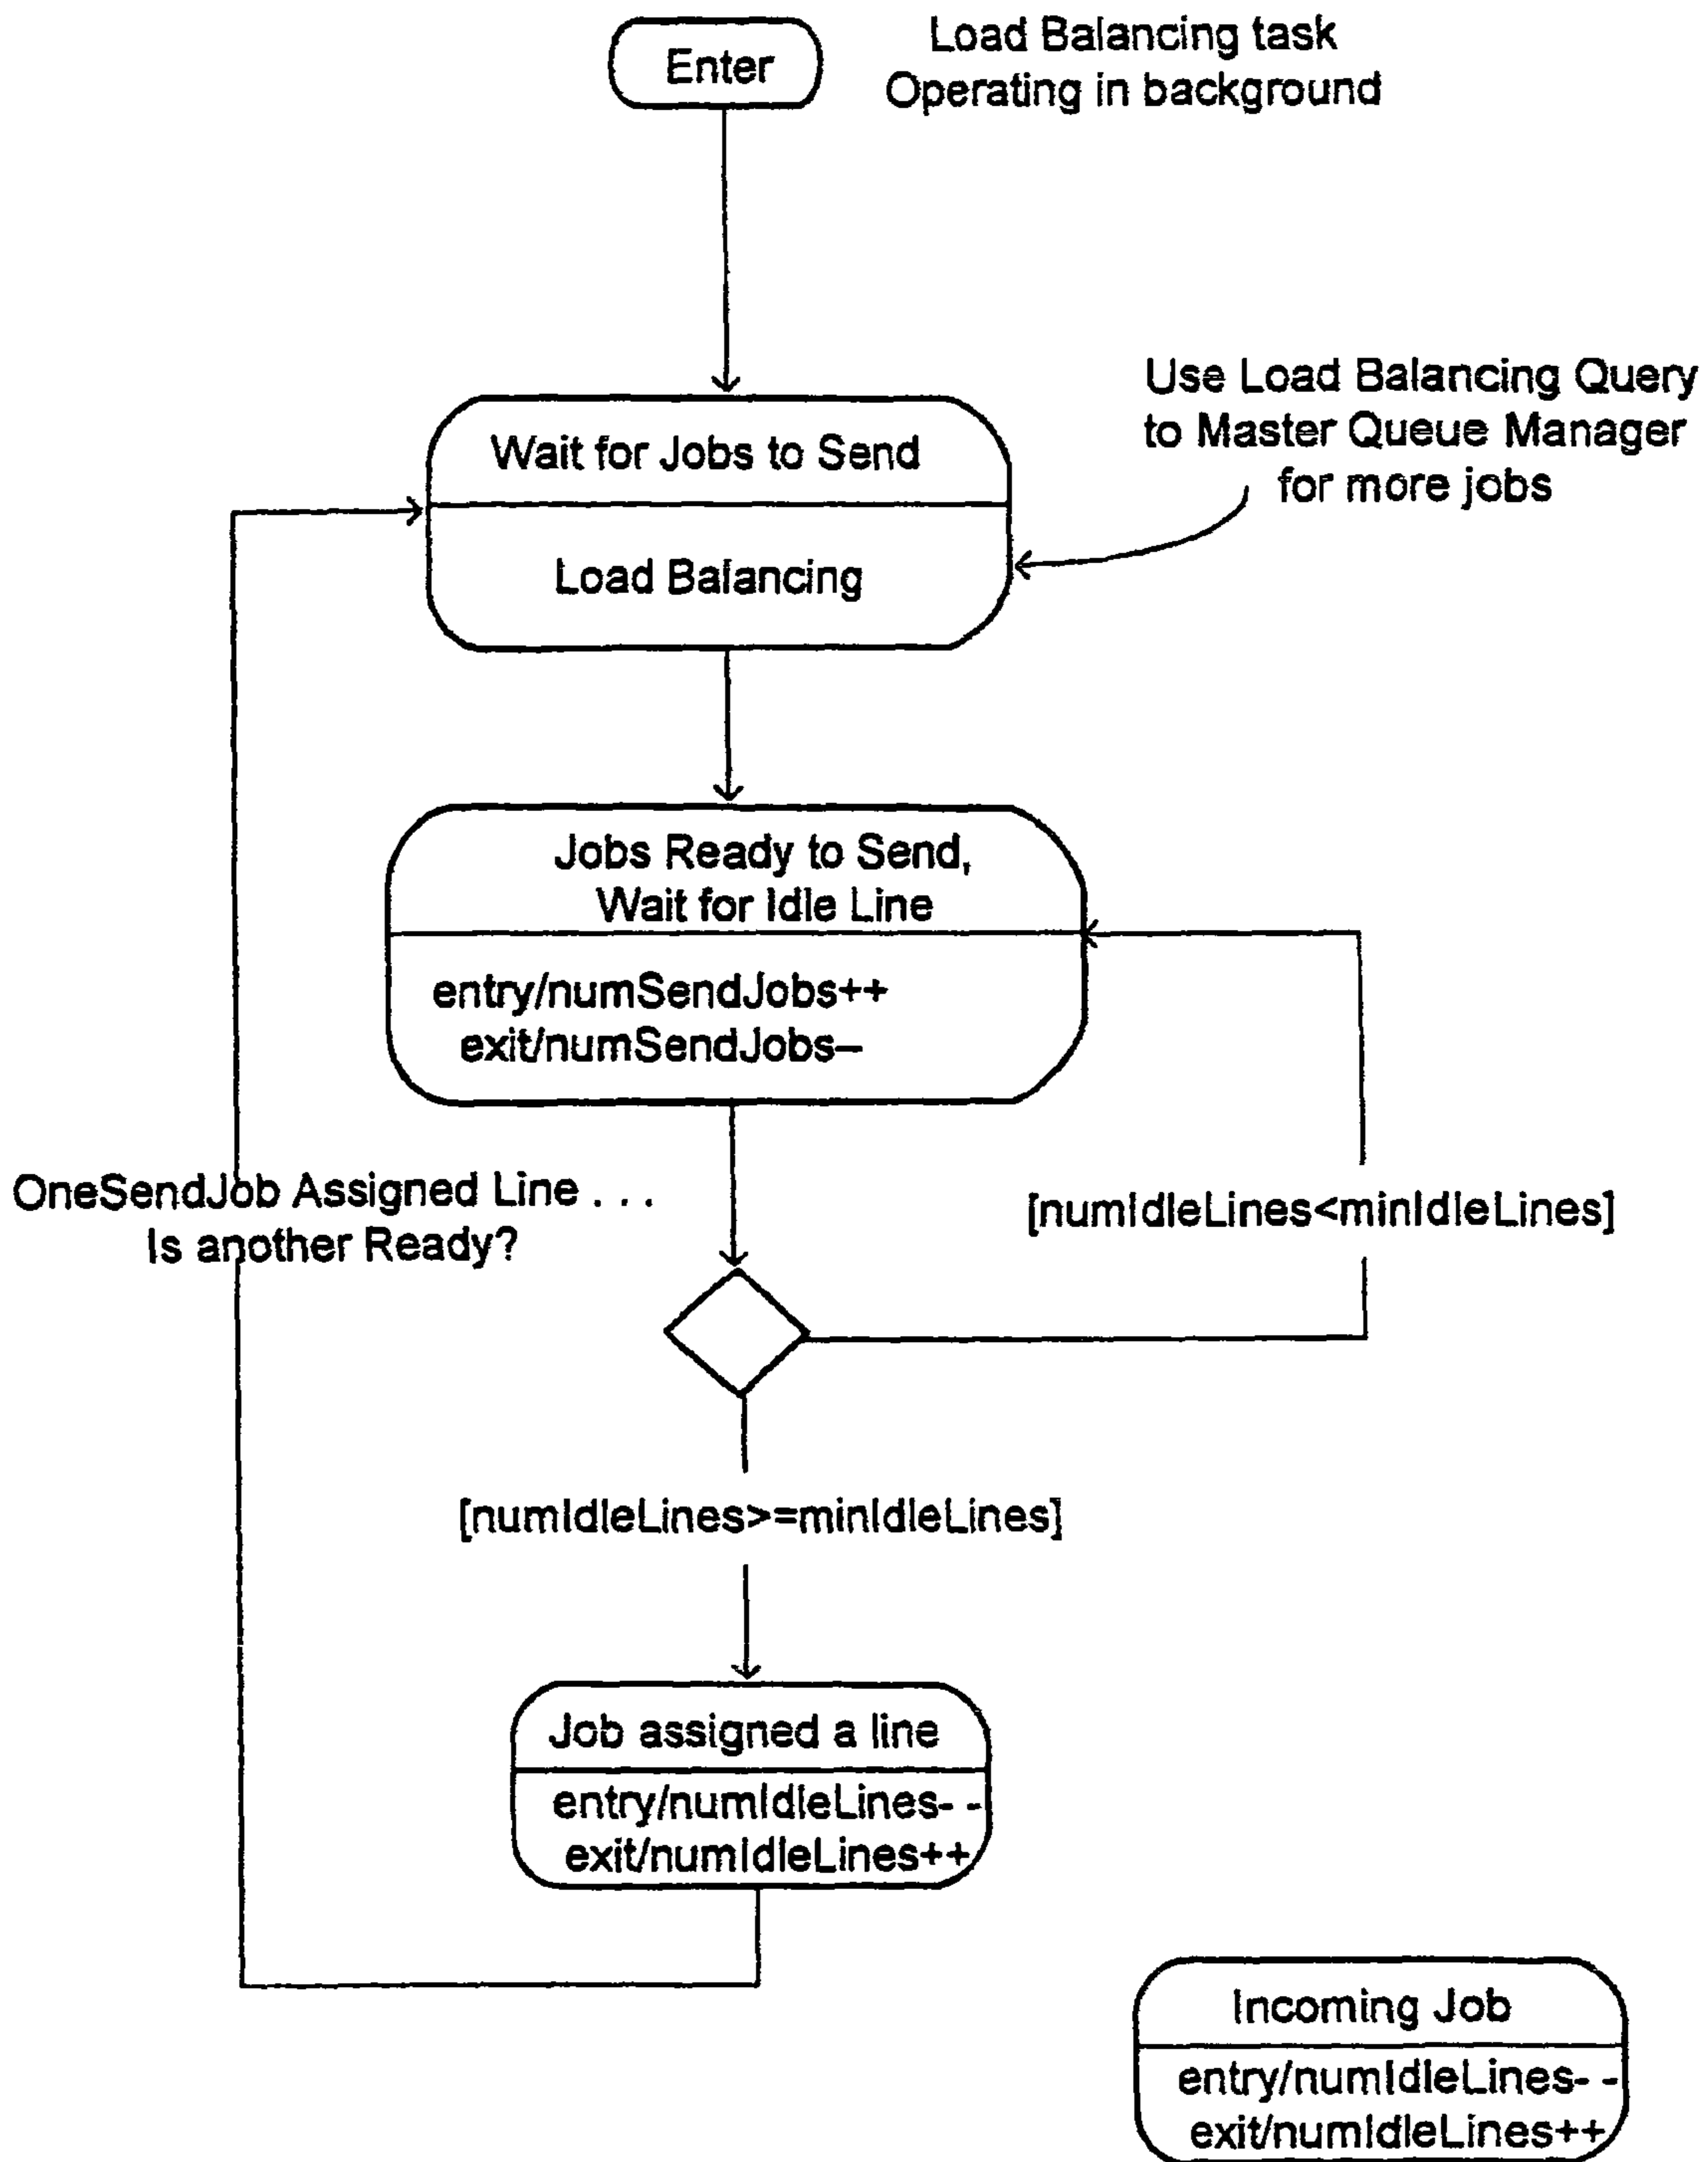 Enter
Load Balancing task
Operating in background
Use Load Balancing Query
to Master Queue Manager
for more jobs
Wait for Jobs to Send
Load Balancing
Jobs Ready to Send,
Wait for Idle Line
entry/numSendJobs++
exit/numSendJobs–
OneSendJob Assigned Line . . .
Is another Ready?
[numIdleLines<minIdleLines]
[numIdleLines>=minIdleLines]
Job assigned a line
entry/numIdleLines- -
exit/numIdleLines++
Incoming Job
entry/numIdleLines- -
exit/numIdleLines++